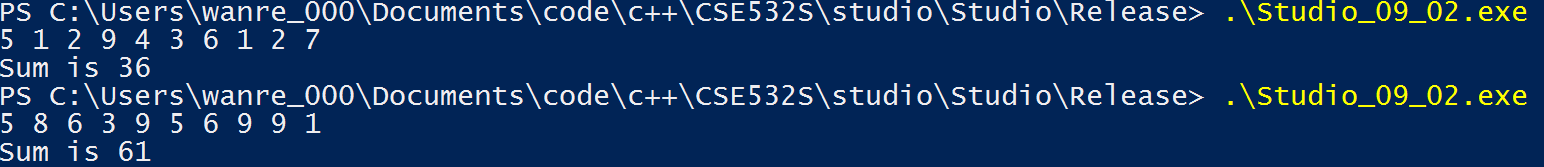 PS C:\Users\wanre_000\Documents\code\c++\CSE532S\studio\Studio\Release> .\Studio_09_02.exe
5 1 2 9 4 3 6 1 2 7
Sum is 36
PS C:\Users\wanre_000\Documents\code\c++\CSE532S\studio\Studio\Release> .\Studio_09_02.exe
5 8 6 3 9 5 6 9 9 1
Sum is 61